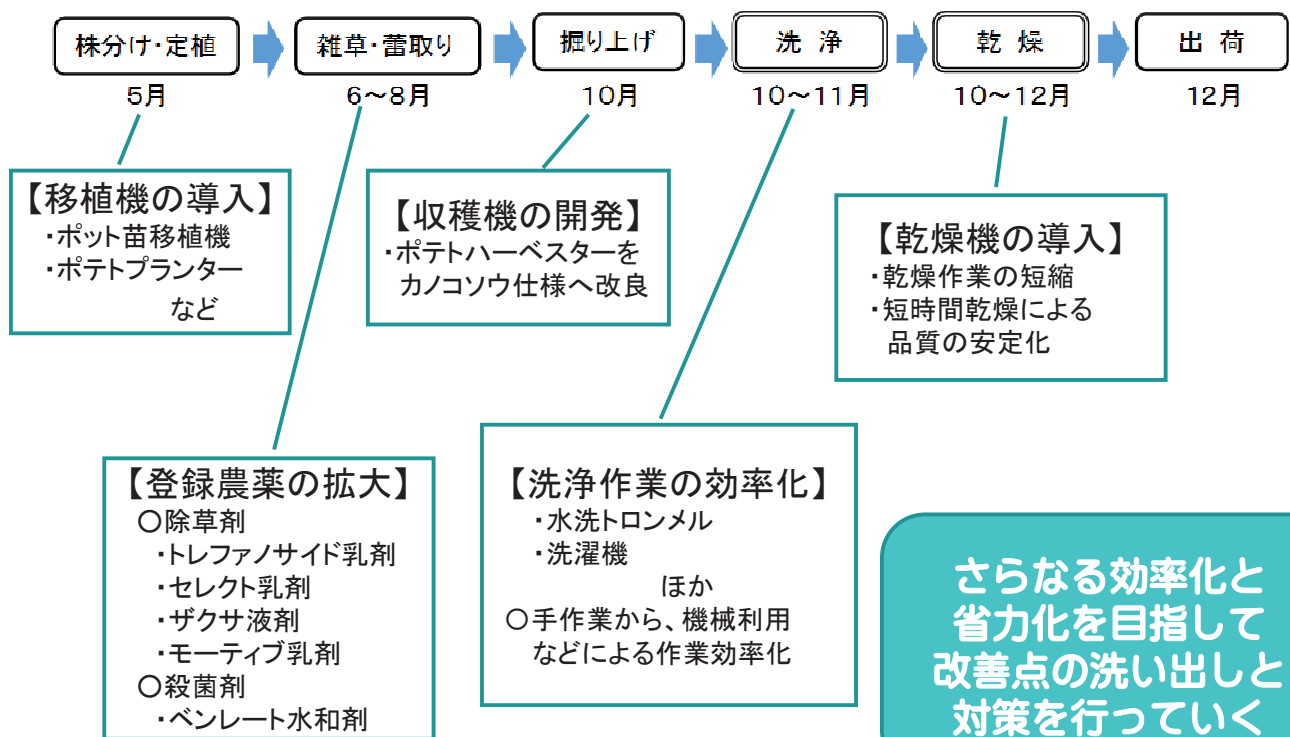 株分け・定植
雑草・蕾取り
掘り上げ
洗 浄
乾 燥
出 荷
5月
6～8月
10月
10～11月
10～12月
12月
【移植機の導入】
・ポット苗移植機
・ポテトプランター
など
【収穫機の開発】
・ポテトハーベスターを
カノコソウ仕様へ改良
【乾燥機の導入】
・乾燥作業の短縮
・短時間乾燥による
品質の安定化
【登録農薬の拡大】
○除草剤
・トレファノサイド乳剤
・セレクト乳剤
・ザクサ液剤
・モーティブ乳剤
○殺菌剤
・ベンレート水和剤
【洗浄作業の効率化】
・水洗トロンメル
・洗濯機
ほか
○手作業から、機械利用
などによる作業効率化
さらなる効率化と
省力化を目指して
改善点の洗い出しと
対策を行っていく